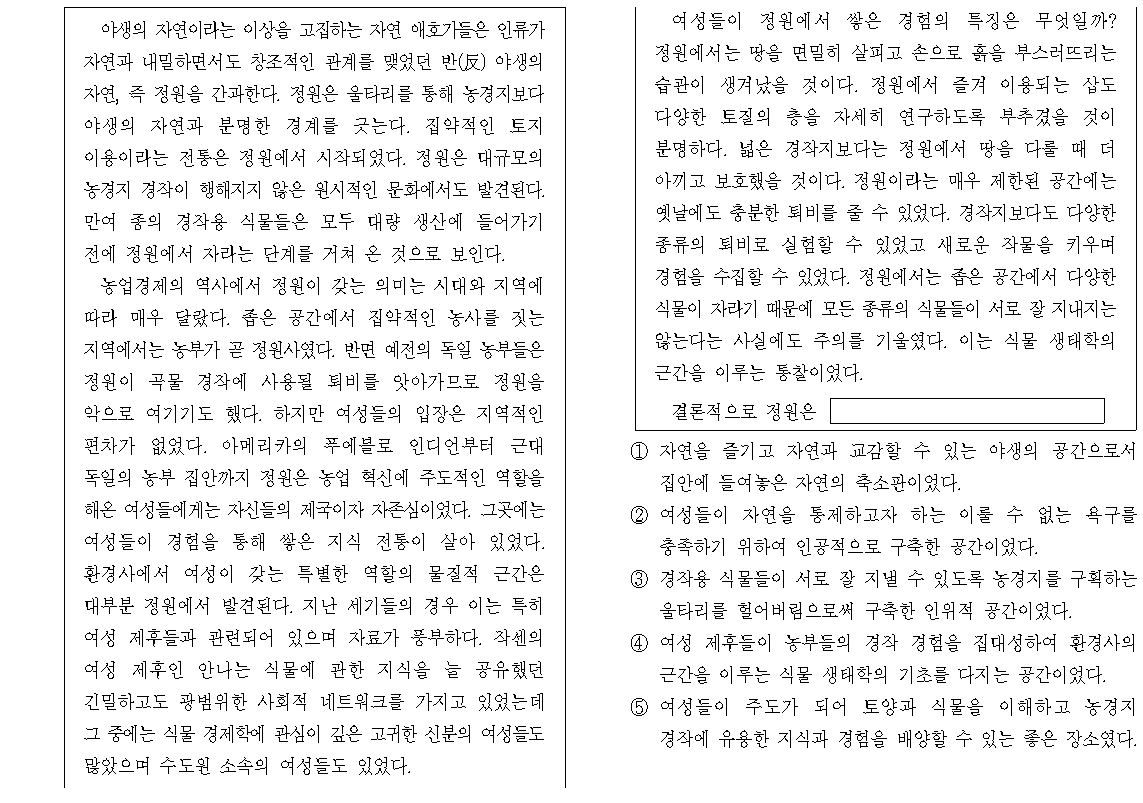 야생의 자연이라는 이상을 고집하는 자연 애호가들은 인류가
자연과 내밀하면서도 창조적인 관계를 맺었던 반(反) 야생의
자연, 즉 정원을 간과한다. 정원은 울타리를 통해 농경지보다
야생의 자연과 분명한 경계를 긋는다. 집약적인 토지
이용이라는 전통은 정원에서 시작되었다. 정원은 대규모의
농경지 경작이 행해지지 않은 원시적인 문화에서도 발견된다.
만여 종의 경작용 식물들은 모두 대량 생산에 들어가기
전에 정원에서 자라는 단계를 거쳐 온 것으로 보인다.
농업경제의 역사에서 정원이 갖는 의미는 시대와 지역에
따라 매우 달랐다. 좁은 공간에서 집약적인 농사를 짓는
지역에서는 농부가 곧 정원사였다. 반면 예전의 독일 농부들은
정원이 곡물 경작에 사용될 퇴비를 앗아가므로 정원을
악으로 여기기도 했다. 하지만 여성들의 입장은 지역적인
편차가 없었다. 아메리카의 푸에블로 인디언부터 근대
독일의 농부 집안까지 정원은 농업 혁신에 주도적인 역할을
해온 여성들에게는 자신들의 제국이자 자존심이었다. 그곳에는
여성들이 경험을 통해 쌓은 지식 전통이 살아 있었다.
환경사에서 여성이 갖는 특별한 역할의 물질적 근간은
대부분 정원에서 발견된다. 지난 세기들의 경우 이는 특히
여성 제후들과 관련되어 있으며 자료가 풍부하다. 작센의
여성 제후인 안나는 식물에 관한 지식을 늘 공유했던
긴밀하고도 광범위한 사회적 네트워크를 가지고 있었는데
그 중에는 식물 경제학에 관심이 깊은 고귀한 신분의 여성들도
많았으며 수도원 소속의 여성들도 있었다.
여성들이 정원에서 쌓은 경험의 특징은 무엇일까?
정원에서는 땅을 면밀히 살피고 손으로 흙을 부스러뜨리는
습관이 생겨났을 것이다. 정원에서 즐겨 이용되는 삽도
다양한 토질의 층을 자세히 연구하도록 부추겼을 것이
분명하다. 넓은 경작지보다는 정원에서 땅을 다룰 때 더
아끼고 보호했을 것이다. 정원이라는 매우 제한된 공간에는
옛날에도 충분한 퇴비를 줄 수 있었다. 경작지보다도 다양한
종류의 퇴비로 실험할 수 있었고 새로운 작물을 키우며
경험을 수집할 수 있었다. 정원에서는 좁은 공간에서 다양한
식물이 자라기 때문에 모든 종류의 식물들이 서로 잘 지내지는
않는다는 사실에도 주의를 기울였다. 이는 식물 생태학의
근간을 이루는 통찰이었다.
결론적으로 정원은
① 자연을 즐기고 자연과 교감할 수 있는 야생의 공간으로서
집안에 들여놓은 자연의 축소판이었다.
② 여성들이 자연을 통제하고자 하는 이룰 수 없는 욕구를
충족하기 위하여 인공적으로 구축한 공간이었다.
③ 경작용 식물들이 서로 잘 지낼 수 있도록 농경지를 구획하는
울타리를 헐어버림으로써 구축한 인위적 공간이었다.
④ 여성 제후들이 농부들의 경작 경험을 집대성하여 환경사의
근간을 이루는 식물 생태학의 기초를 다지는 공간이었다.
⑤ 여성들이 주도가 되어 토양과 식물을 이해하고 농경지
경작에 유용한 지식과 경험을 배양할 수 있는 좋은 장소였다.